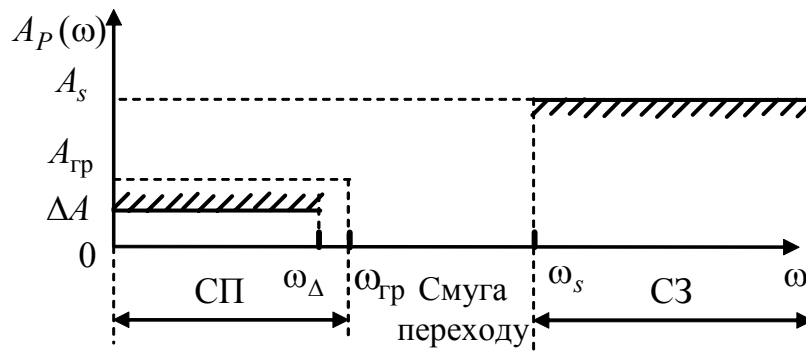 A_P(ω)
A_s
A_гр
ΔA
0
ω_Δ
ω_гр
Смуга
переходу
ω_s
ω
СП
СЗ